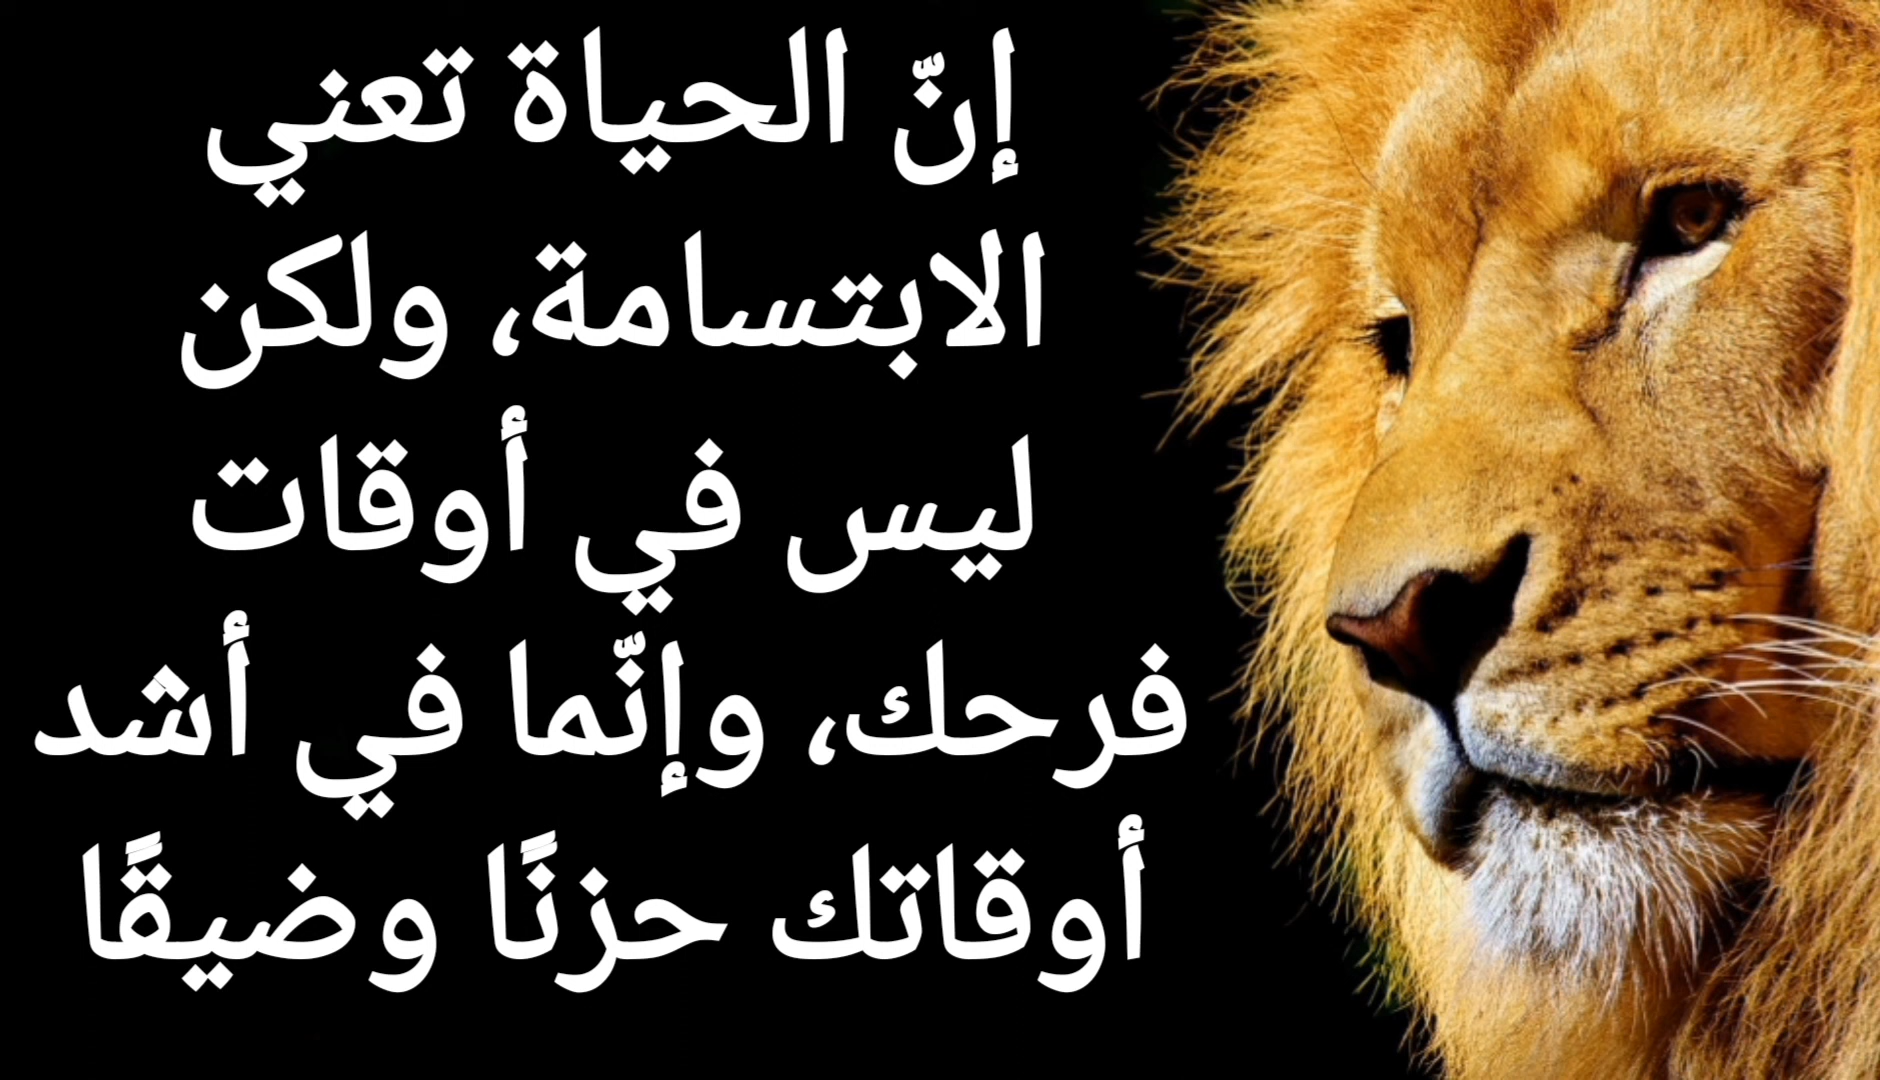 إنّ الحياة تعني
الابتسامة، ولكن
ليس في أوقات
فرحك، وإنّما في أشد
أوقاتك حزنًا وضيقًا